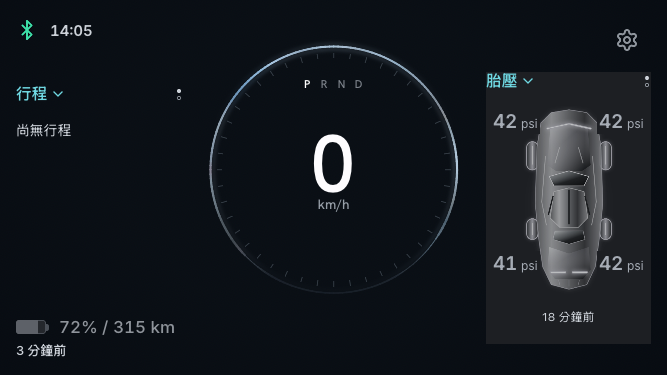 14:05
行程
尚無行程
P R N D
0
km/h
72% / 315 km
3 分鐘前
胎壓
42 psi 42 psi
41 psi 42 psi
18 分鐘前